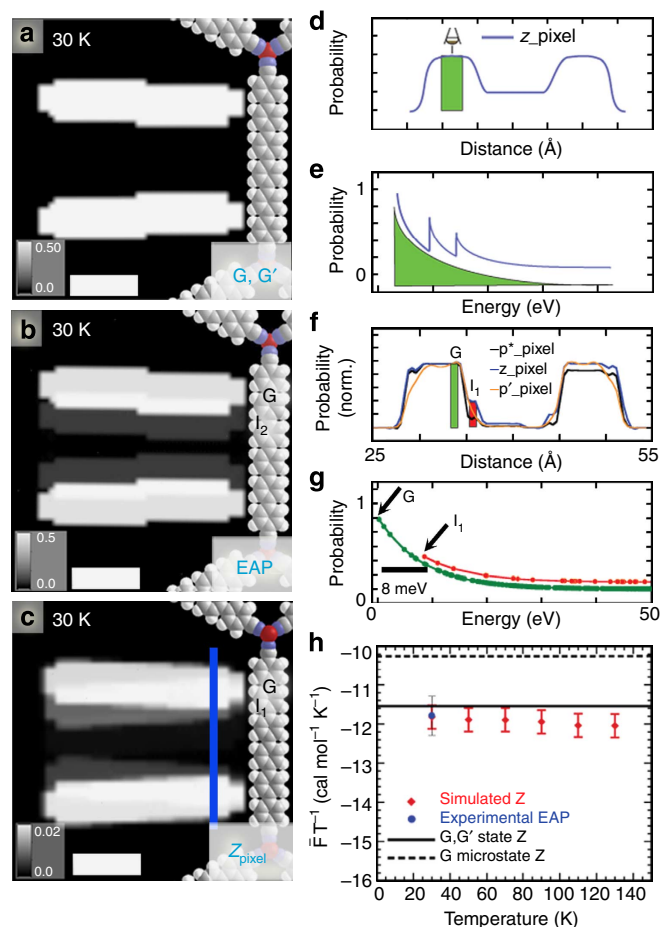 a
30 K
0.50
0.0
G, G′
b
30 K
G
I2
0.5
0.0
EAP
c
30 K
G
I1
0.02
0.0
Zpixel
d
z_pixel
Probability
Distance (Å)
e
1
0
Probability
Energy (eV)
f
G
I1
–p*_pixel
–z_pixel
–p′_pixel
Probability
(norm.)
25
55
Distance (Å)
g
1
0
G
I1
8 meV
Probability
0
50
Energy (eV)
h
–10
–11
–12
–13
–14
–15
–16
F̄ T⁻¹ (cal mol⁻¹ K⁻¹)
Simulated Z
Experimental EAP
G,G′ state Z
G microstate Z
0 20 40 60 80 100 120 140
Temperature (K)